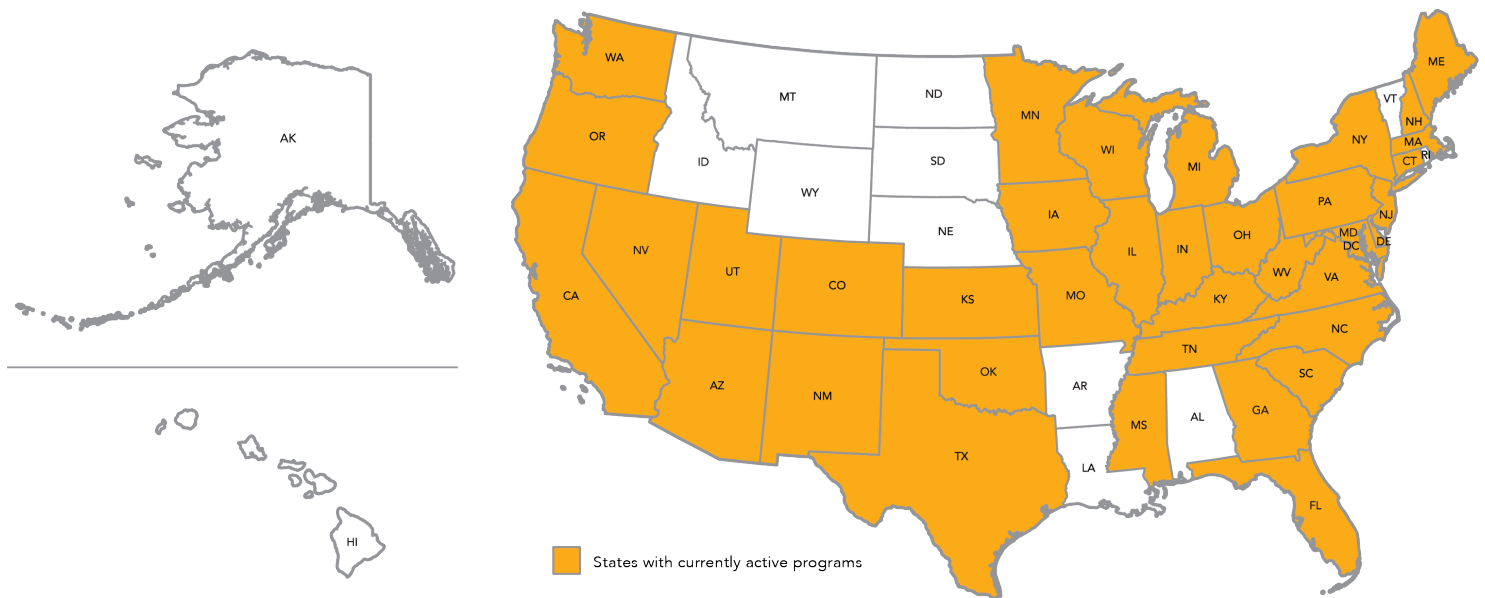 AK
HI
WA
OR
CA
NV
ID
MT
WY
UT
CO
AZ
NM
ND
SD
NE
KS
OK
TX
MN
IA
MO
AR
LA
WI
IL
MI
IN
OH
KY
TN
MS
AL
GA
FL
SC
NC
VA
WV
MD
DC
DE
PA
NJ
NY
CT
RI
MA
VT
NH
ME
States with currently active programs